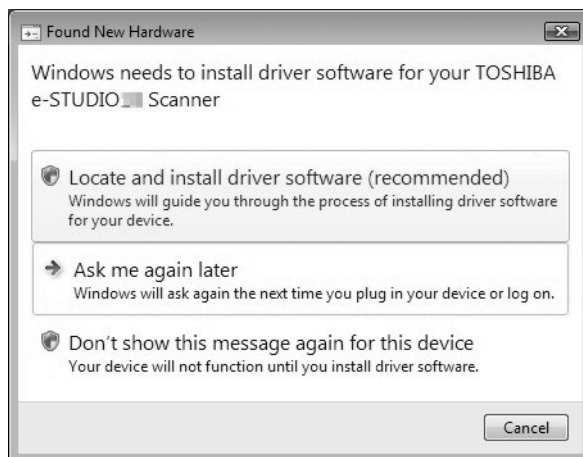 Found New Hardware
Windows needs to install driver software for your TOSHIBA
e-STUDIO Scanner
Locate and install driver software (recommended)
Windows will guide you through the process of installing driver software
for your device.
Ask me again later
Windows will ask again the next time you plug in your device or log on.
Don't show this message again for this device
Your device will not function until you install driver software.
Cancel